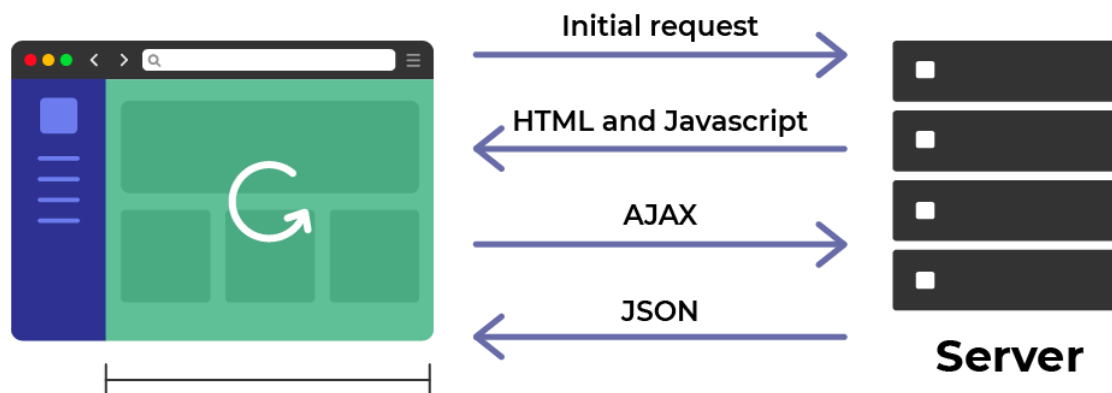 Initial request
HTML and Javascript
AJAX
JSON
Server